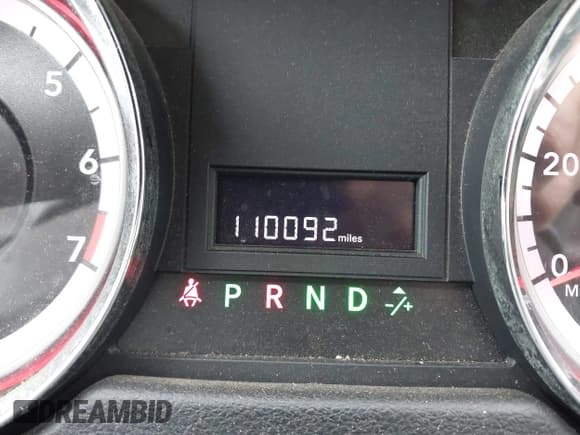 5
6
7
110092 miles
P R N D -/+
20
0
M
DREAMBID